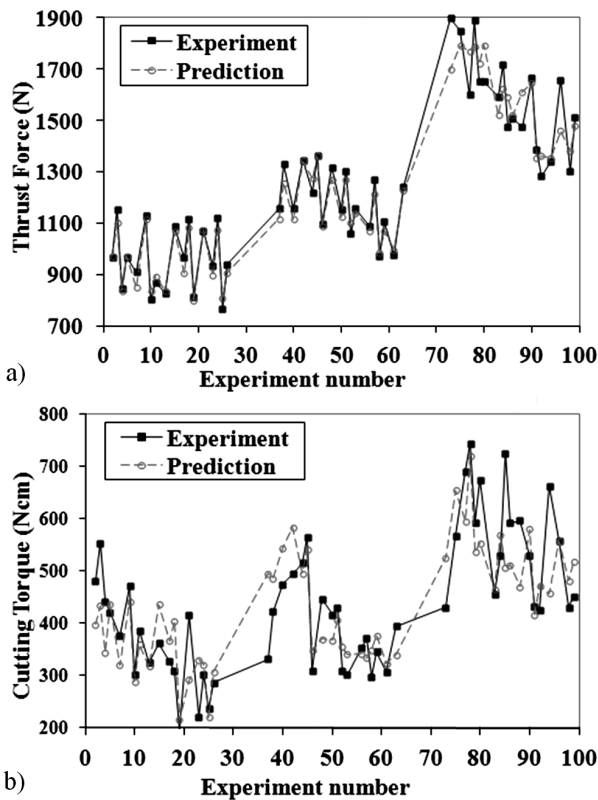 1900
1700
1500
1300
1100
900
700
Thrust Force (N)
Experiment
Prediction
0 10 20 30 40 50 60 70 80 90 100
a)
Experiment number
800
700
600
500
400
300
200
Cutting Torque (Ncm)
Experiment
Prediction
0 10 20 30 40 50 60 70 80 90 100
b)
Experiment number